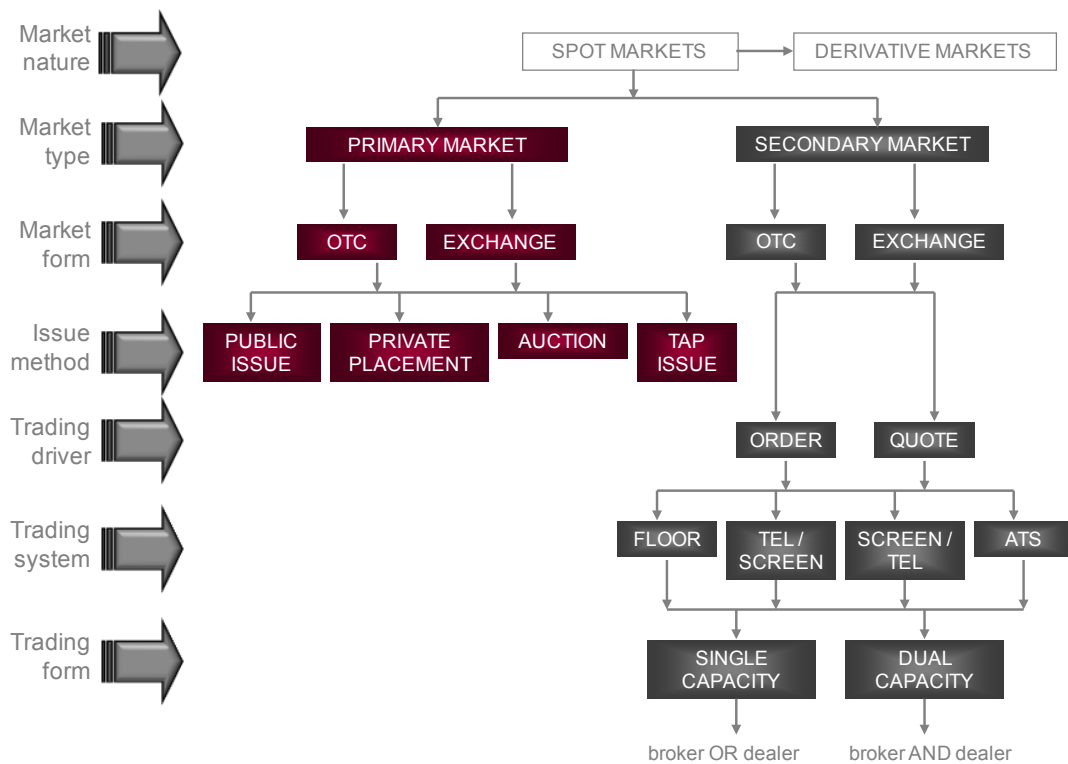 Market
nature
SPOT MARKETS
DERIVATIVE MARKETS
Market
type
PRIMARY MARKET
SECONDARY MARKET
Market
form
OTC
EXCHANGE
OTC
EXCHANGE
Issue
method
PUBLIC
ISSUE
PRIVATE
PLACEMENT
AUCTION
TAP
ISSUE
Trading
driver
ORDER
QUOTE
Trading
system
FLOOR
TEL /
SCREEN
SCREEN /
TEL
ATS
Trading
form
SINGLE
CAPACITY
DUAL
CAPACITY
broker OR dealer
broker AND dealer